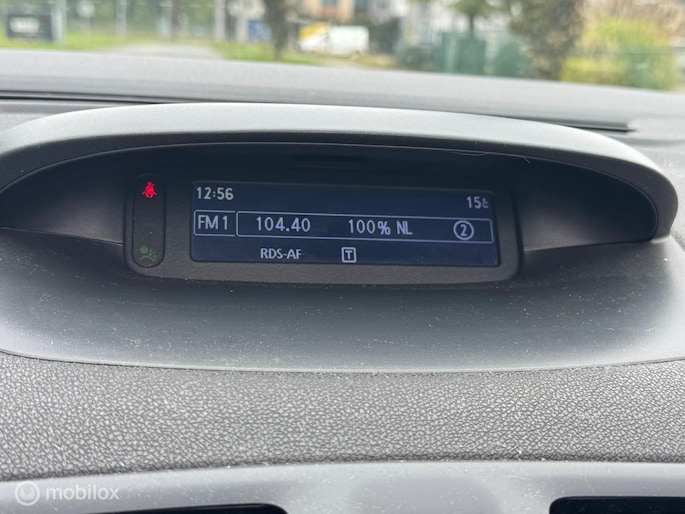 12:56 15°
FM1 104.40 100% NL 2
RDS-AF T
mobilox